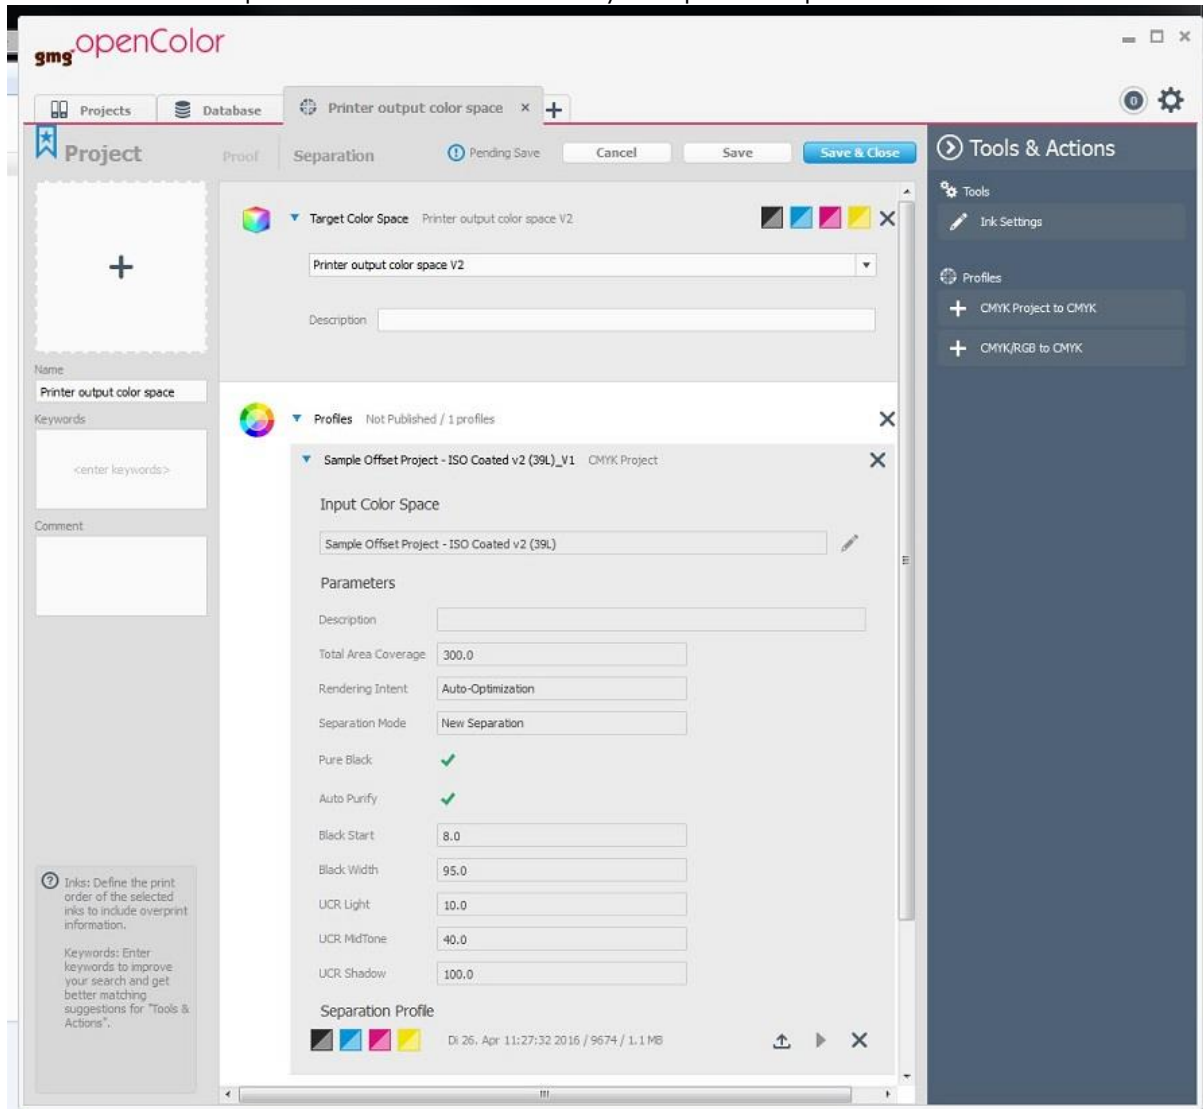 gmg openColor
Projects
Database
Printer output color space
0
Project
Proof
Separation
Pending Save
Cancel
Save
Save & Close
Tools & Actions
Tools
Ink Settings
Profiles
CMYK Project to CMYK
CMYK/RGB to CMYK
Name
Printer output color space
Keywords
<enter keywords>
Comment
Inks: Define the print
order of the selected
inks to include overprint
information.
Keywords: Enter
keywords to improve
your search and get
better matching
suggestions for "Tools &
Actions".
Target Color Space Printer output color space V2
Printer output color space V2
Description
Profiles Not Published / 1 profiles
Sample Offset Project - ISO Coated v2 (39L)_V1 CMYK Project
Input Color Space
Sample Offset Project - ISO Coated v2 (39L)
Parameters
Description
Total Area Coverage 300.0
Rendering Intent Auto-Optimization
Separation Mode New Separation
Pure Black
Auto Purify
Black Start 8.0
Black Width 95.0
UCR Light 10.0
UCR MidTone 40.0
UCR Shadow 100.0
Separation Profile
Di 26. Apr 11:27:32 2016 / 9674 / 1.1 MB